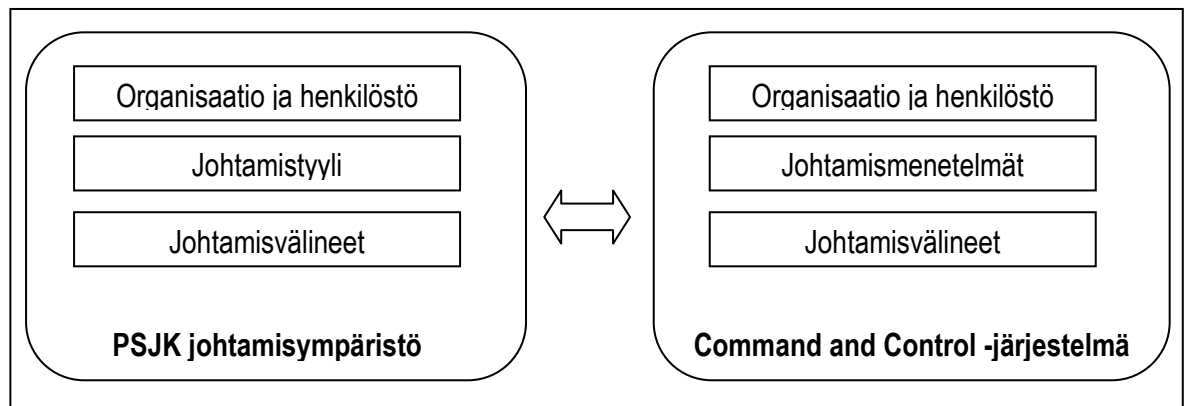 Organisaatio ja henkilöstö
Johtamistyyli
Johtamisvälineet
PSJK johtamisympäristö
Organisaatio ja henkilöstö
Johtamismenetelmät
Johtamisvälineet
Command and Control -järjestelmä